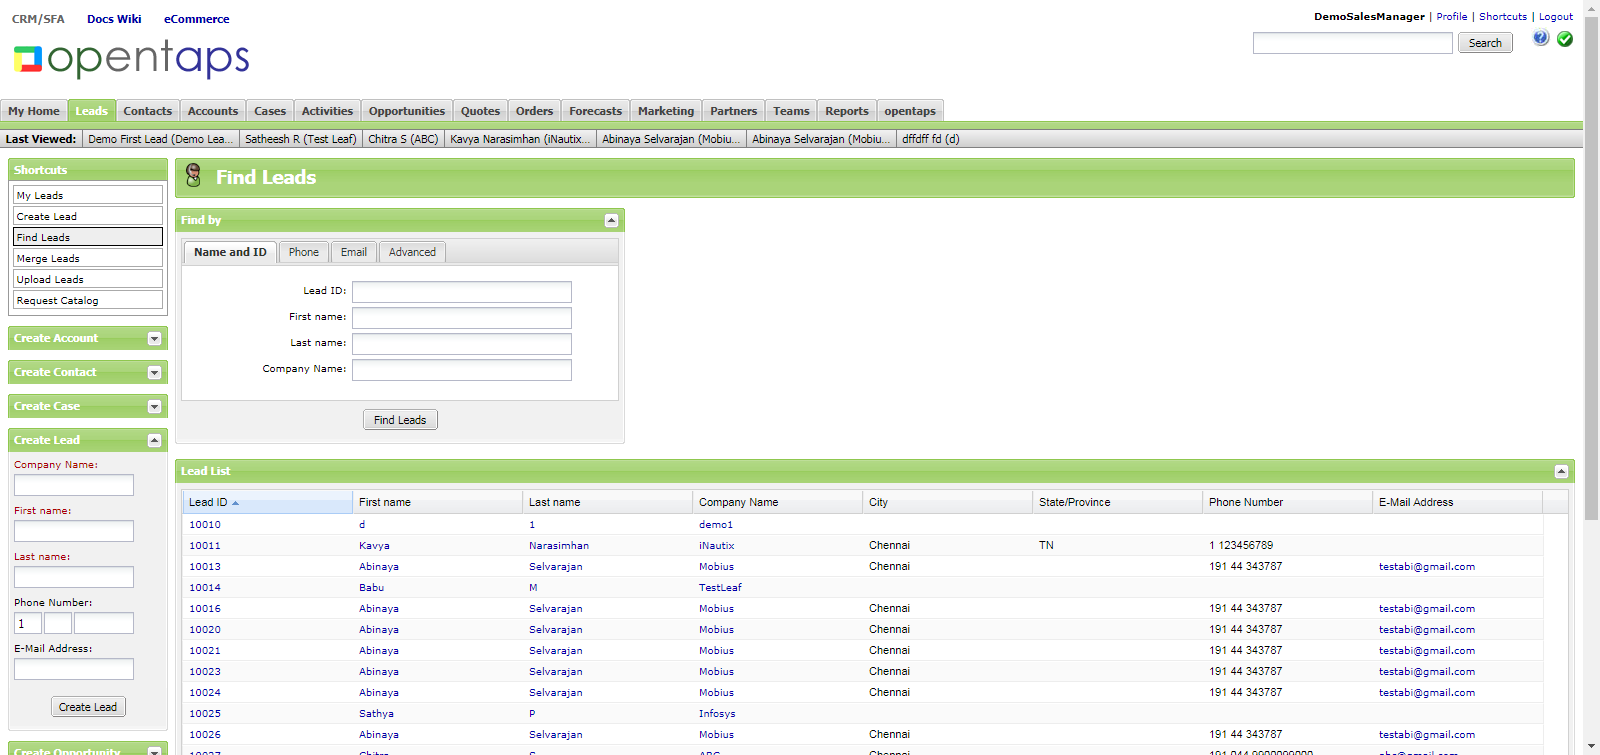 CRM/SFA Docs Wiki eCommerce
DemoSalesManager | Profile | Shortcuts | Logout
opentaps
Search
My Home Leads Contacts Accounts Cases Activities Opportunities Quotes Orders Forecasts Marketing Partners Teams Reports opentaps
Last Viewed: Demo First Lead (Demo Lea... Satheesh R (Test Leaf) Chitra S (ABC) Kavya Narasimhan (iNautix... Abinaya Selvarajan (Mobiu... Abinaya Selvarajan (Mobiu... dffdff fd (d)
Shortcuts
My Leads
Create Lead
Find Leads
Merge Leads
Upload Leads
Request Catalog
Create Account
Create Contact
Create Case
Create Lead
Company Name:
First name:
Last name:
Phone Number:
1
E-Mail Address:
Create Lead
Create Opportunity
Find Leads
Find by
Name and ID Phone Email Advanced
Lead ID:
First name:
Last name:
Company Name:
Find Leads
Lead List
Lead ID First name Last name Company Name City State/Province Phone Number E-Mail Address
10010 d 1 demo1
10011 Kavya Narasimhan iNautix Chennai TN 1 123456789
10013 Abinaya Selvarajan Mobius Chennai 191 44 343787 testabi@gmail.com
10014 Babu M TestLeaf
10016 Abinaya Selvarajan Mobius Chennai 191 44 343787 testabi@gmail.com
10020 Abinaya Selvarajan Mobius Chennai 191 44 343787 testabi@gmail.com
10021 Abinaya Selvarajan Mobius Chennai 191 44 343787 testabi@gmail.com
10023 Abinaya Selvarajan Mobius Chennai 191 44 343787 testabi@gmail.com
10024 Abinaya Selvarajan Mobius Chennai 191 44 343787 testabi@gmail.com
10025 Sathya P Infosys
10026 Abinaya Selvarajan Mobius Chennai 191 44 343787 testabi@gmail.com
10027 Chitra S ABC Chennai